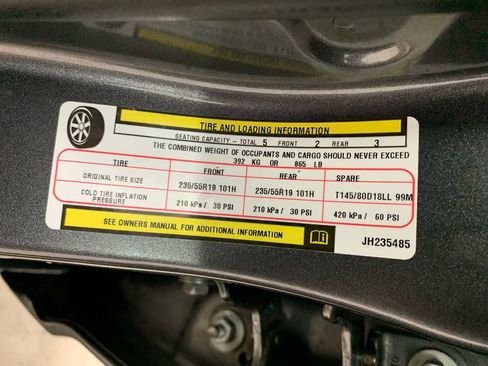 TIRE AND LOADING INFORMATION
SEATING CAPACITY - TOTAL 5 FRONT 2 REAR 3
THE COMBINED WEIGHT OF OCCUPANTS AND CARGO SHOULD NEVER EXCEED
392 KG OR 865 LB
TIRE FRONT REAR SPARE
ORIGINAL TIRE SIZE 235/55R19 101H 235/55R19 101H T145/80D18LL 99M
COLD TIRE INFLATION PRESSURE 210 kPa / 30 PSI 210 kPa / 30 PSI 420 kPa / 60 PSI
SEE OWNERS MANUAL FOR ADDITIONAL INFORMATION
JH235485